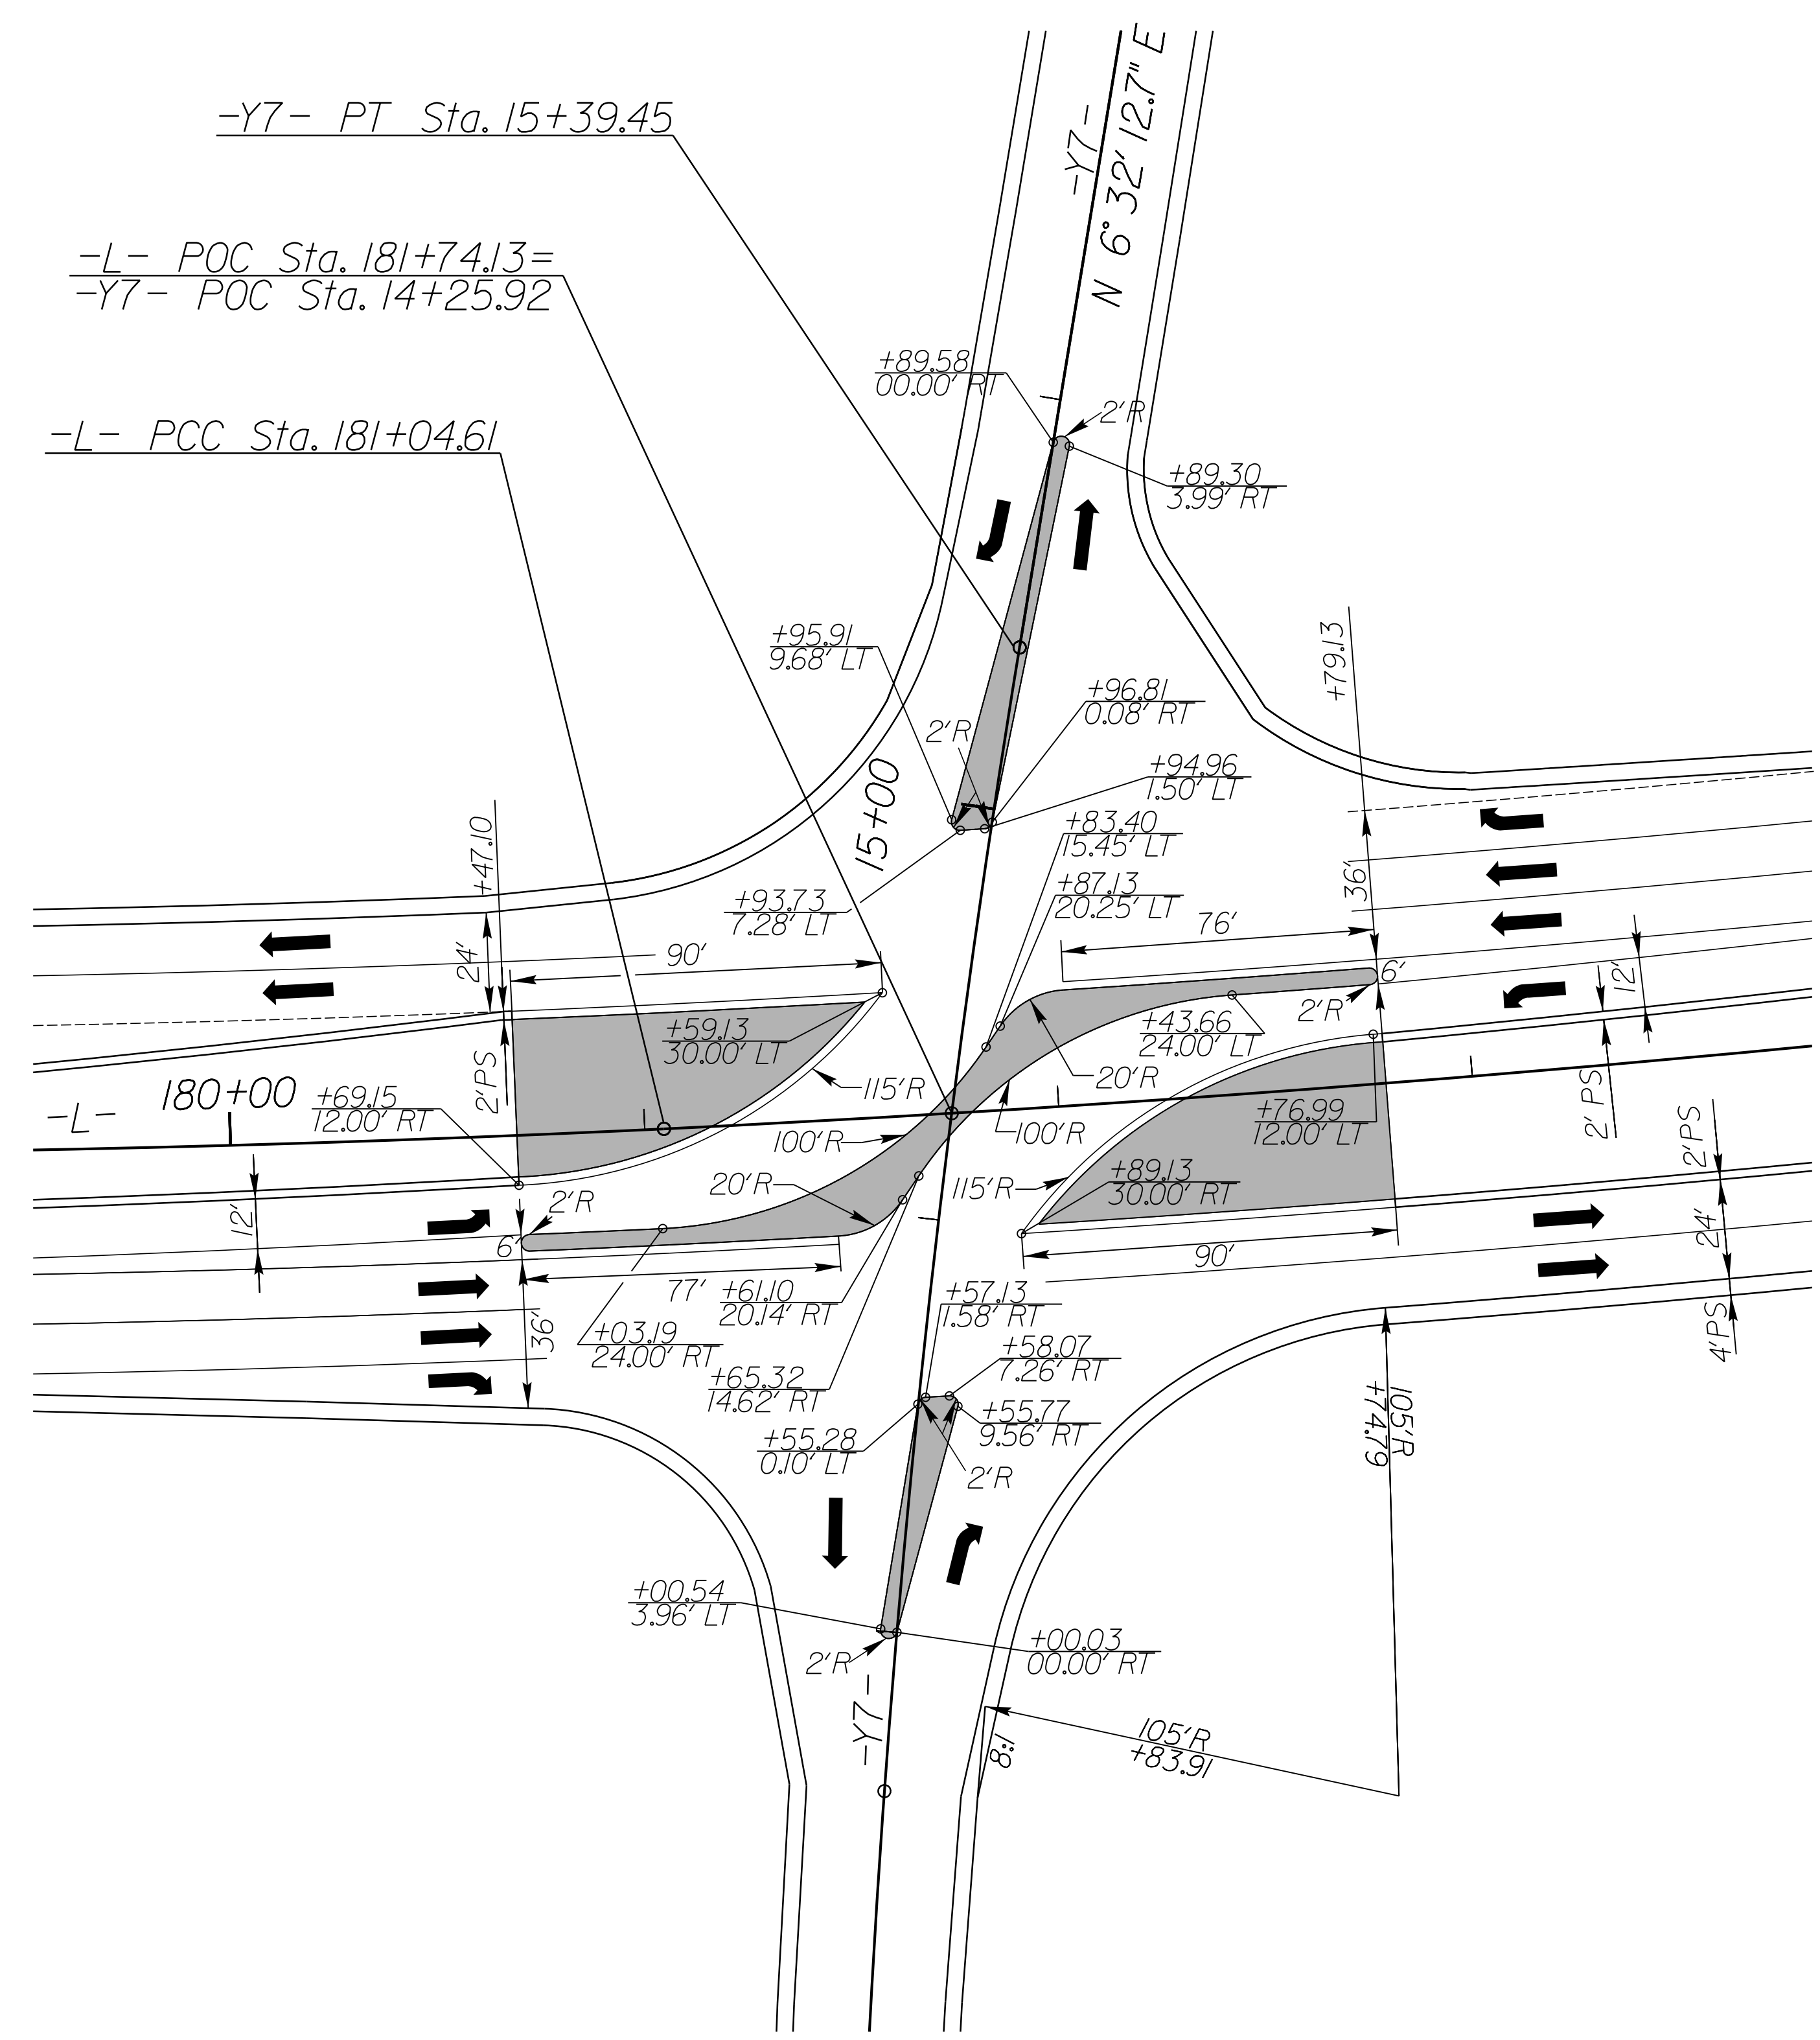 -Y7- PT Sta. 15+39.45
-L- POC Sta. 181+74.13=
-Y7- POC Sta. 14+25.92
-L- PCC Sta. 181+04.61
-Y7-
N 6° 32' 12.7" E
+89.58
00.00' RT
2'R
+89.30
3.99' RT
+95.91
9.68' LT
+96.81
0.08' RT
2'R
+94.96
1.50' LT
+79.13
15+00
+83.40
15.45' LT
+87.13
20.25' LT
+93.73
7.28' LT
+47.10
24'
90'
76'
36'
6'
12'
2'R
+59.13
30.00' LT
+43.66
24.00' LT
2'PS
115'R
20'R
-L-
180+00
+69.15
12.00' RT
100'R
100'R
+76.99
12.00' LT
2' PS
2'PS
20'R
115'R
+89.13
30.00' RT
2'R
12'
6'
90'
24'
77'
+61.10
20.14' RT
+57.13
1.58' RT
36'
+03.19
24.00' RT
+58.07
7.26' RT
4'PS
+65.32
14.62' RT
+55.77
9.56' RT
105'R
+74.79
+55.28
0.10' LT
2'R
+00.54
3.96' LT
+00.03
00.00' RT
2'R
-Y7-
8:1
105'R
+83.91